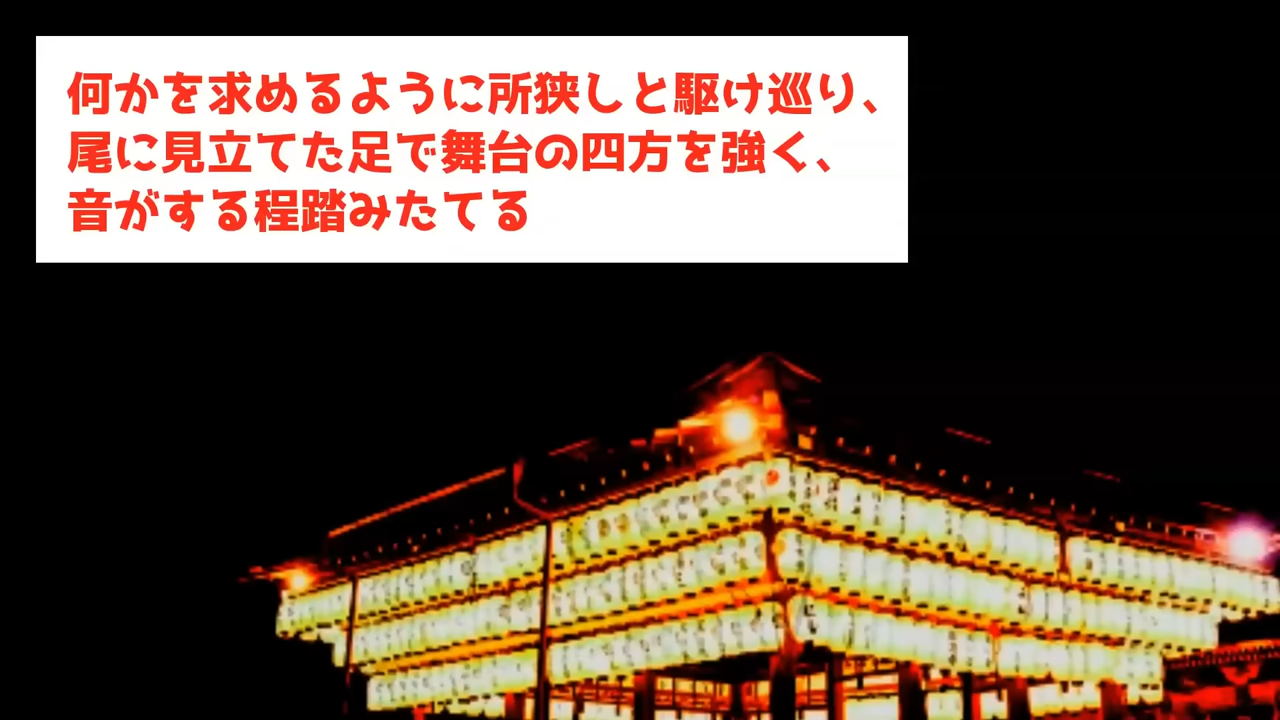 何かを求めるように所狭しと駆け巡り、
尾に見立てた足で舞台の四方を強く、
音がする程踏みたてる